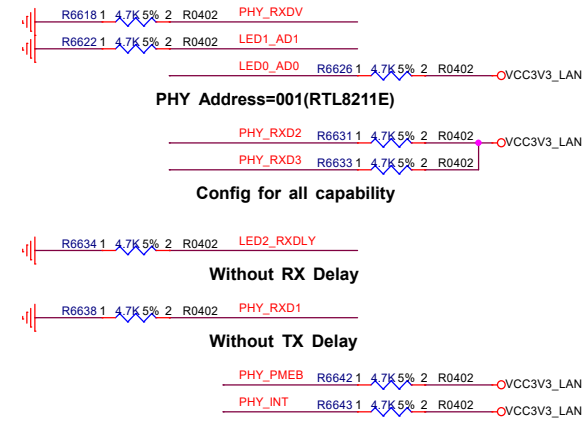 R6618 1 4.7K 5% 2 R0402 PHY_RXDV
R6622 1 4.7K 5% 2 R0402 LED1_AD1
LED0_AD0 R6626 1 4.7K 5% 2 R0402 VCC3V3_LAN
PHY Address=001(RTL8211E)
PHY_RXD2 R6631 1 4.7K 5% 2 R0402 VCC3V3_LAN
PHY_RXD3 R6633 1 4.7K 5% 2 R0402
Config for all capability
R6634 1 4.7K 5% 2 R0402 LED2_RXDLY
Without RX Delay
R6638 1 4.7K 5% 2 R0402 PHY_RXD1
Without TX Delay
PHY_PMEB R6642 1 4.7K 5% 2 R0402 VCC3V3_LAN
PHY_INT R6643 1 4.7K 5% 2 R0402 VCC3V3_LAN